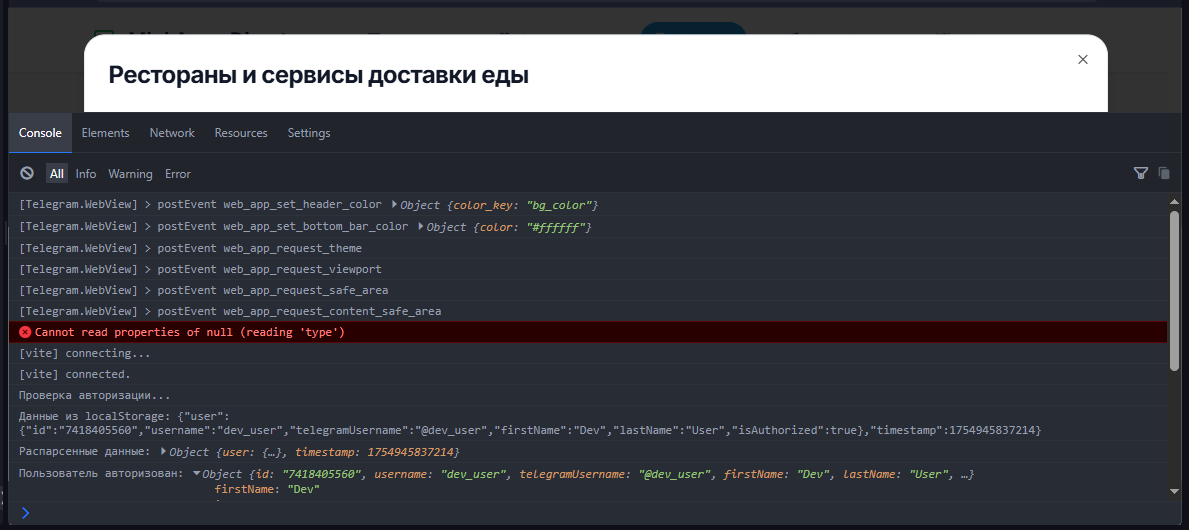 Рестораны и сервисы доставки еды
Console Elements Network Resources Settings
All Info Warning Error
[Telegram.WebView] > postEvent web_app_set_header_color Object {color_key: "bg_color"}
[Telegram.WebView] > postEvent web_app_set_bottom_bar_color Object {color: "#ffffff"}
[Telegram.WebView] > postEvent web_app_request_theme
[Telegram.WebView] > postEvent web_app_request_viewport
[Telegram.WebView] > postEvent web_app_request_safe_area
[Telegram.WebView] > postEvent web_app_request_content_safe_area
Cannot read properties of null (reading 'type')
[vite] connecting...
[vite] connected.
Проверка авторизации...
Данные из localStorage: {"user":
{"id":"7418405560","username":"dev_user","telegramUsername":"@dev_user","firstName":"Dev","lastName":"User","isAuthorized":true},"timestamp":1754945837214}
Распарсенные данные: Object {user: {…}, timestamp: 1754945837214}
Пользователь авторизован: Object {id: "7418405560", username: "dev_user", telegramUsername: "@dev_user", firstName: "Dev", lastName: "User", …}
firstName: "Dev"